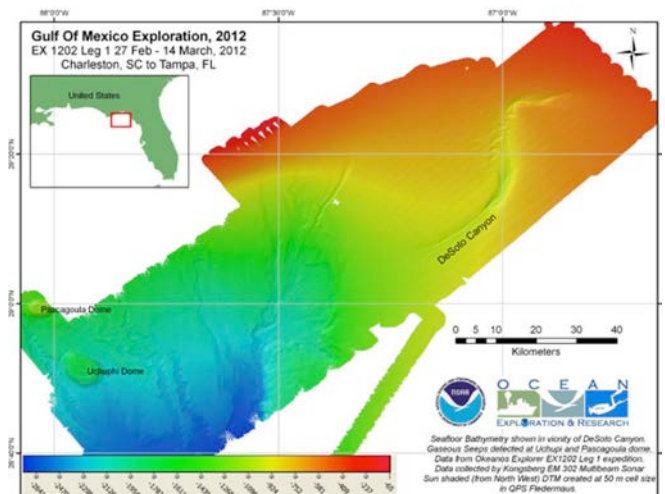 Gulf Of Mexico Exploration, 2012
EX 1202 Leg 1 27 Feb - 14 March, 2012
Charleston, SC to Tampa, FL
United States
N
87°30'0"W
87°0'0"W
DeSoto Canyon
Pascagoula Dome
Uchuphi Dome
0 5 10 20 30 40
Kilometers
NOAA
OCEAN
EXPLORATION & RESEARCH
Seafloor Bathymetry shown in vicinity of DeSoto Canyon.
Gaseous Seeps detected at Uchupi and Pascagoula dome.
Data from Okeanos Explorer EX1202 Leg 1 expedition.
Data collected by Kongsberg EM 302 Multibeam Sonar
Sun shaded (from North West) DTM created at 50 m cell size
in QPS Fledermaus